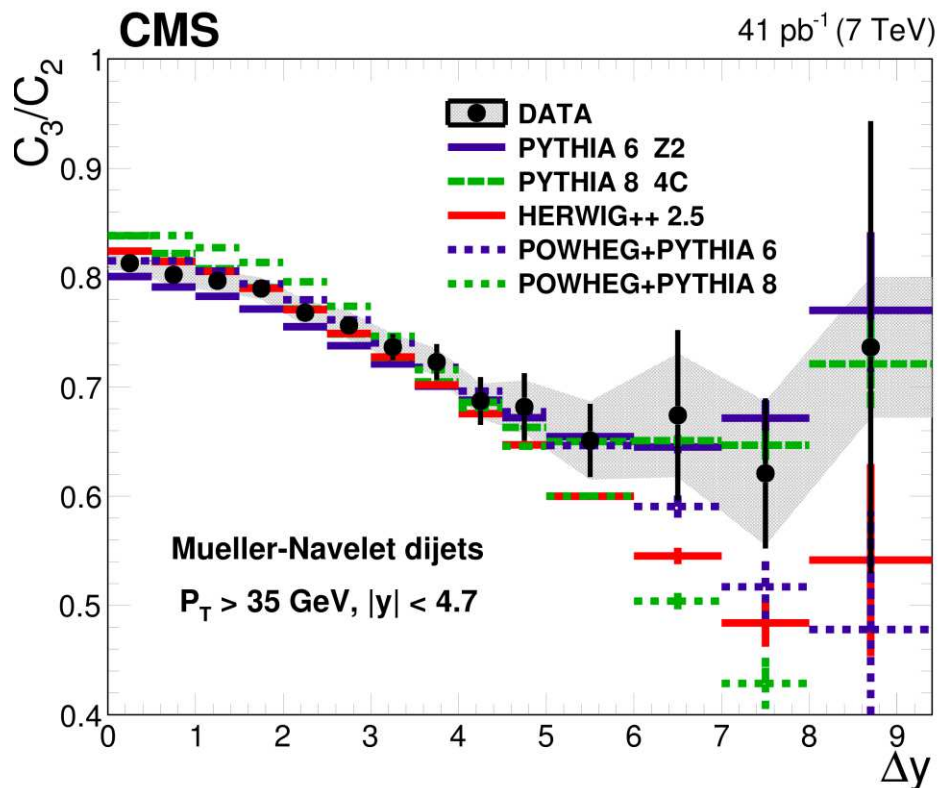 CMS
41 pb⁻¹ (7 TeV)
C₃/C₂
1
0.9
0.8
0.7
0.6
0.5
0.4
DATA
PYTHIA 6 Z2
PYTHIA 8 4C
HERWIG++ 2.5
POWHEG+PYTHIA 6
POWHEG+PYTHIA 8
Mueller-Navelet dijets
P_T > 35 GeV, |y| < 4.7
0 1 2 3 4 5 6 7 8 9
Δy